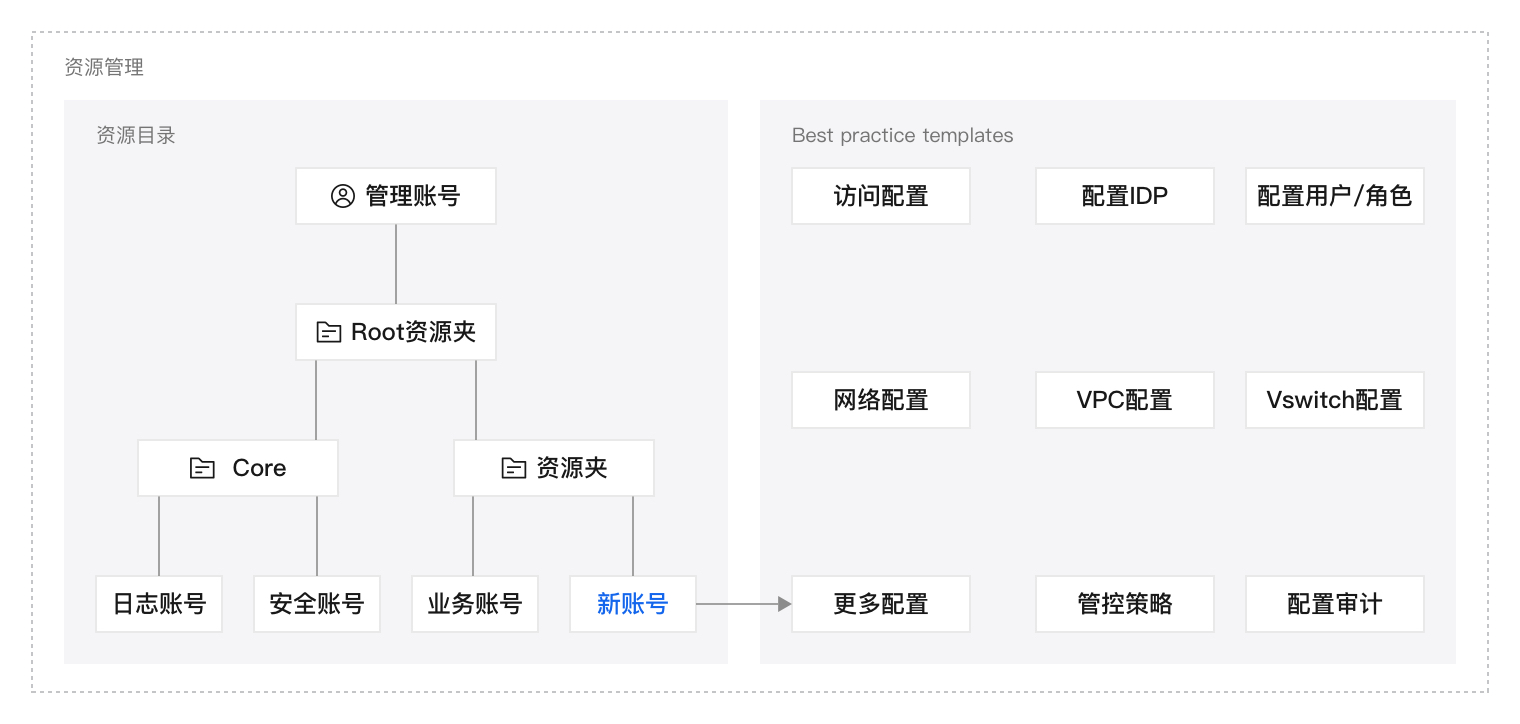 资源管理
资源目录
管理账号
Root资源夹
Core
资源夹
日志账号
安全账号
业务账号
新账号
Best practice templates
访问配置
配置IDP
配置用户/角色
网络配置
VPC配置
Vswitch配置
更多配置
管控策略
配置审计